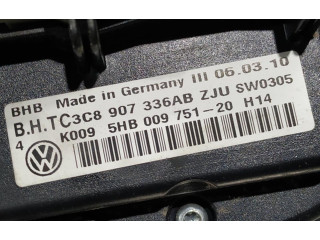 BHB Made in Germany III 06.03.10
B.H.T C3C8 907 336AB ZJU SW0305
4 K009 5HB 009 751-20 H14